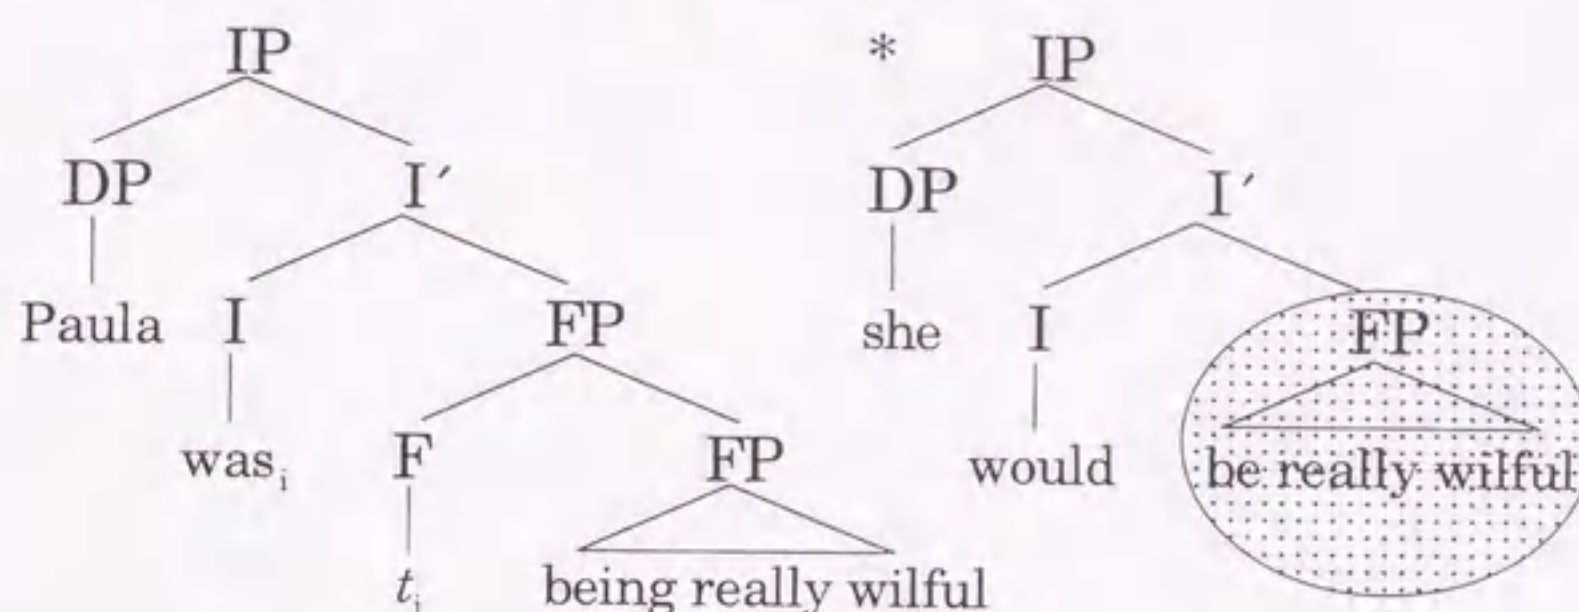 IP * IP
DP I′ DP I′
Paula I FP she I FP
was_i F FP would be really wilful
t_i being really wilful